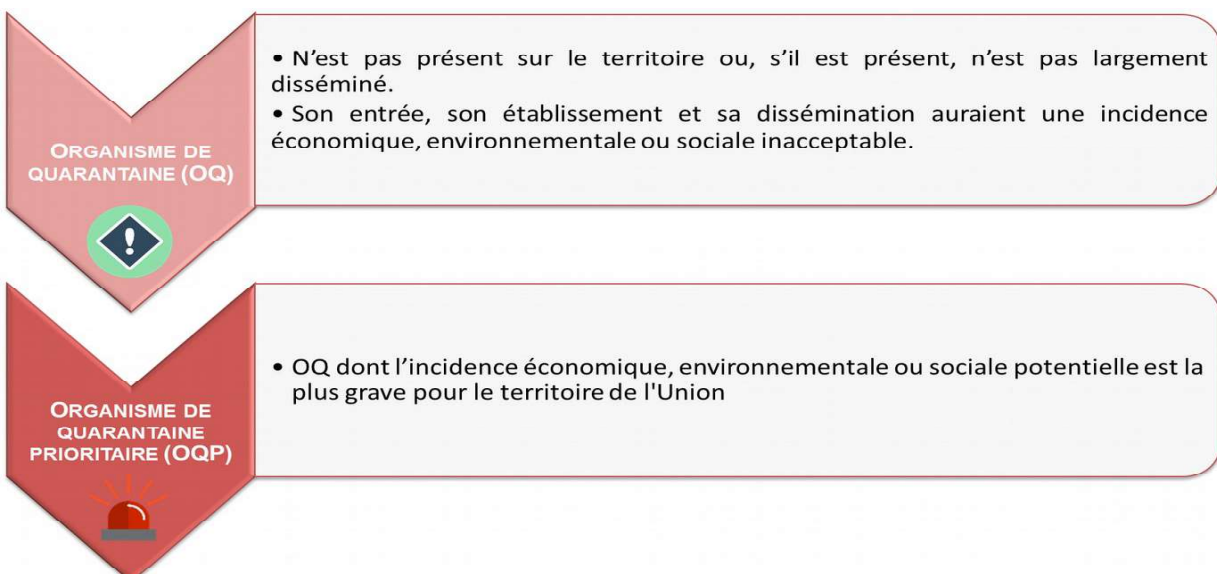 ORGANISME DE
QUARANTAINE (OQ)
• N’est pas présent sur le territoire ou, s’il est présent, n’est pas largement
disséminé.
• Son entrée, son établissement et sa dissémination auraient une incidence
économique, environnementale ou sociale inacceptable.
ORGANISME DE
QUARANTAINE
PRIORITAIRE (OQP)
• OQ dont l’incidence économique, environnementale ou sociale potentielle est la
plus grave pour le territoire de l'Union